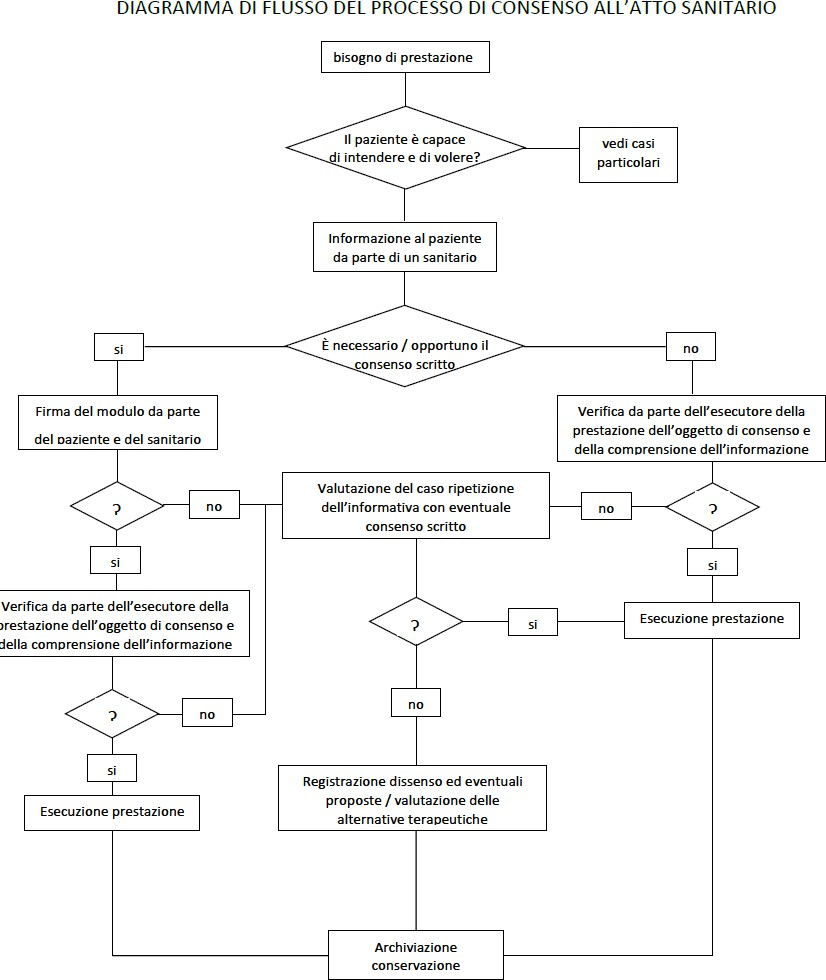 DIAGRAMMA DI FLUSSO DEL PROCESSO DI CONSENSO ALL'ATTO SANITARIO
bisogno di prestazione
Il paziente è capace
di intendere e di volere?
vedi casi
particolari
Informazione al paziente
da parte di un sanitario
È necessario / opportuno il
consenso scritto
si
no
Firma del modulo da parte
del paziente e del sanitario
Verifica da parte dell'esecutore della
prestazione dell'oggetto di consenso e
della comprensione dell'informazione
?
no
Valutazione del caso ripetizione
dell'informativa con eventuale
consenso scritto
no
?
si
si
Verifica da parte dell'esecutore della
prestazione dell'oggetto di consenso e
della comprensione dell'informazione
?
si
Esecuzione prestazione
?
no
no
si
Registrazione dissenso ed eventuali
proposte / valutazione delle
alternative terapeutiche
Esecuzione prestazione
Archiviazione
conservazione